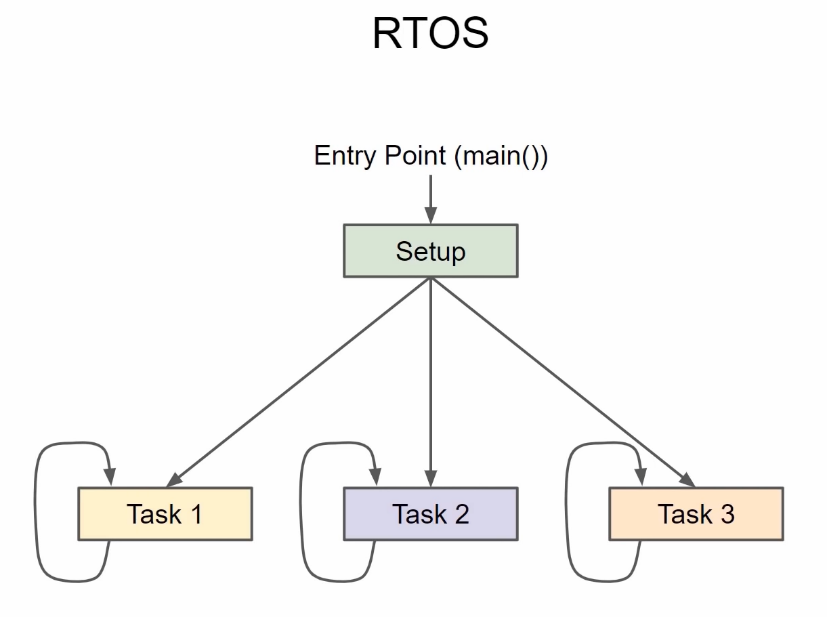 RTOS
Entry Point (main())
Setup
Task 1
Task 2
Task 3